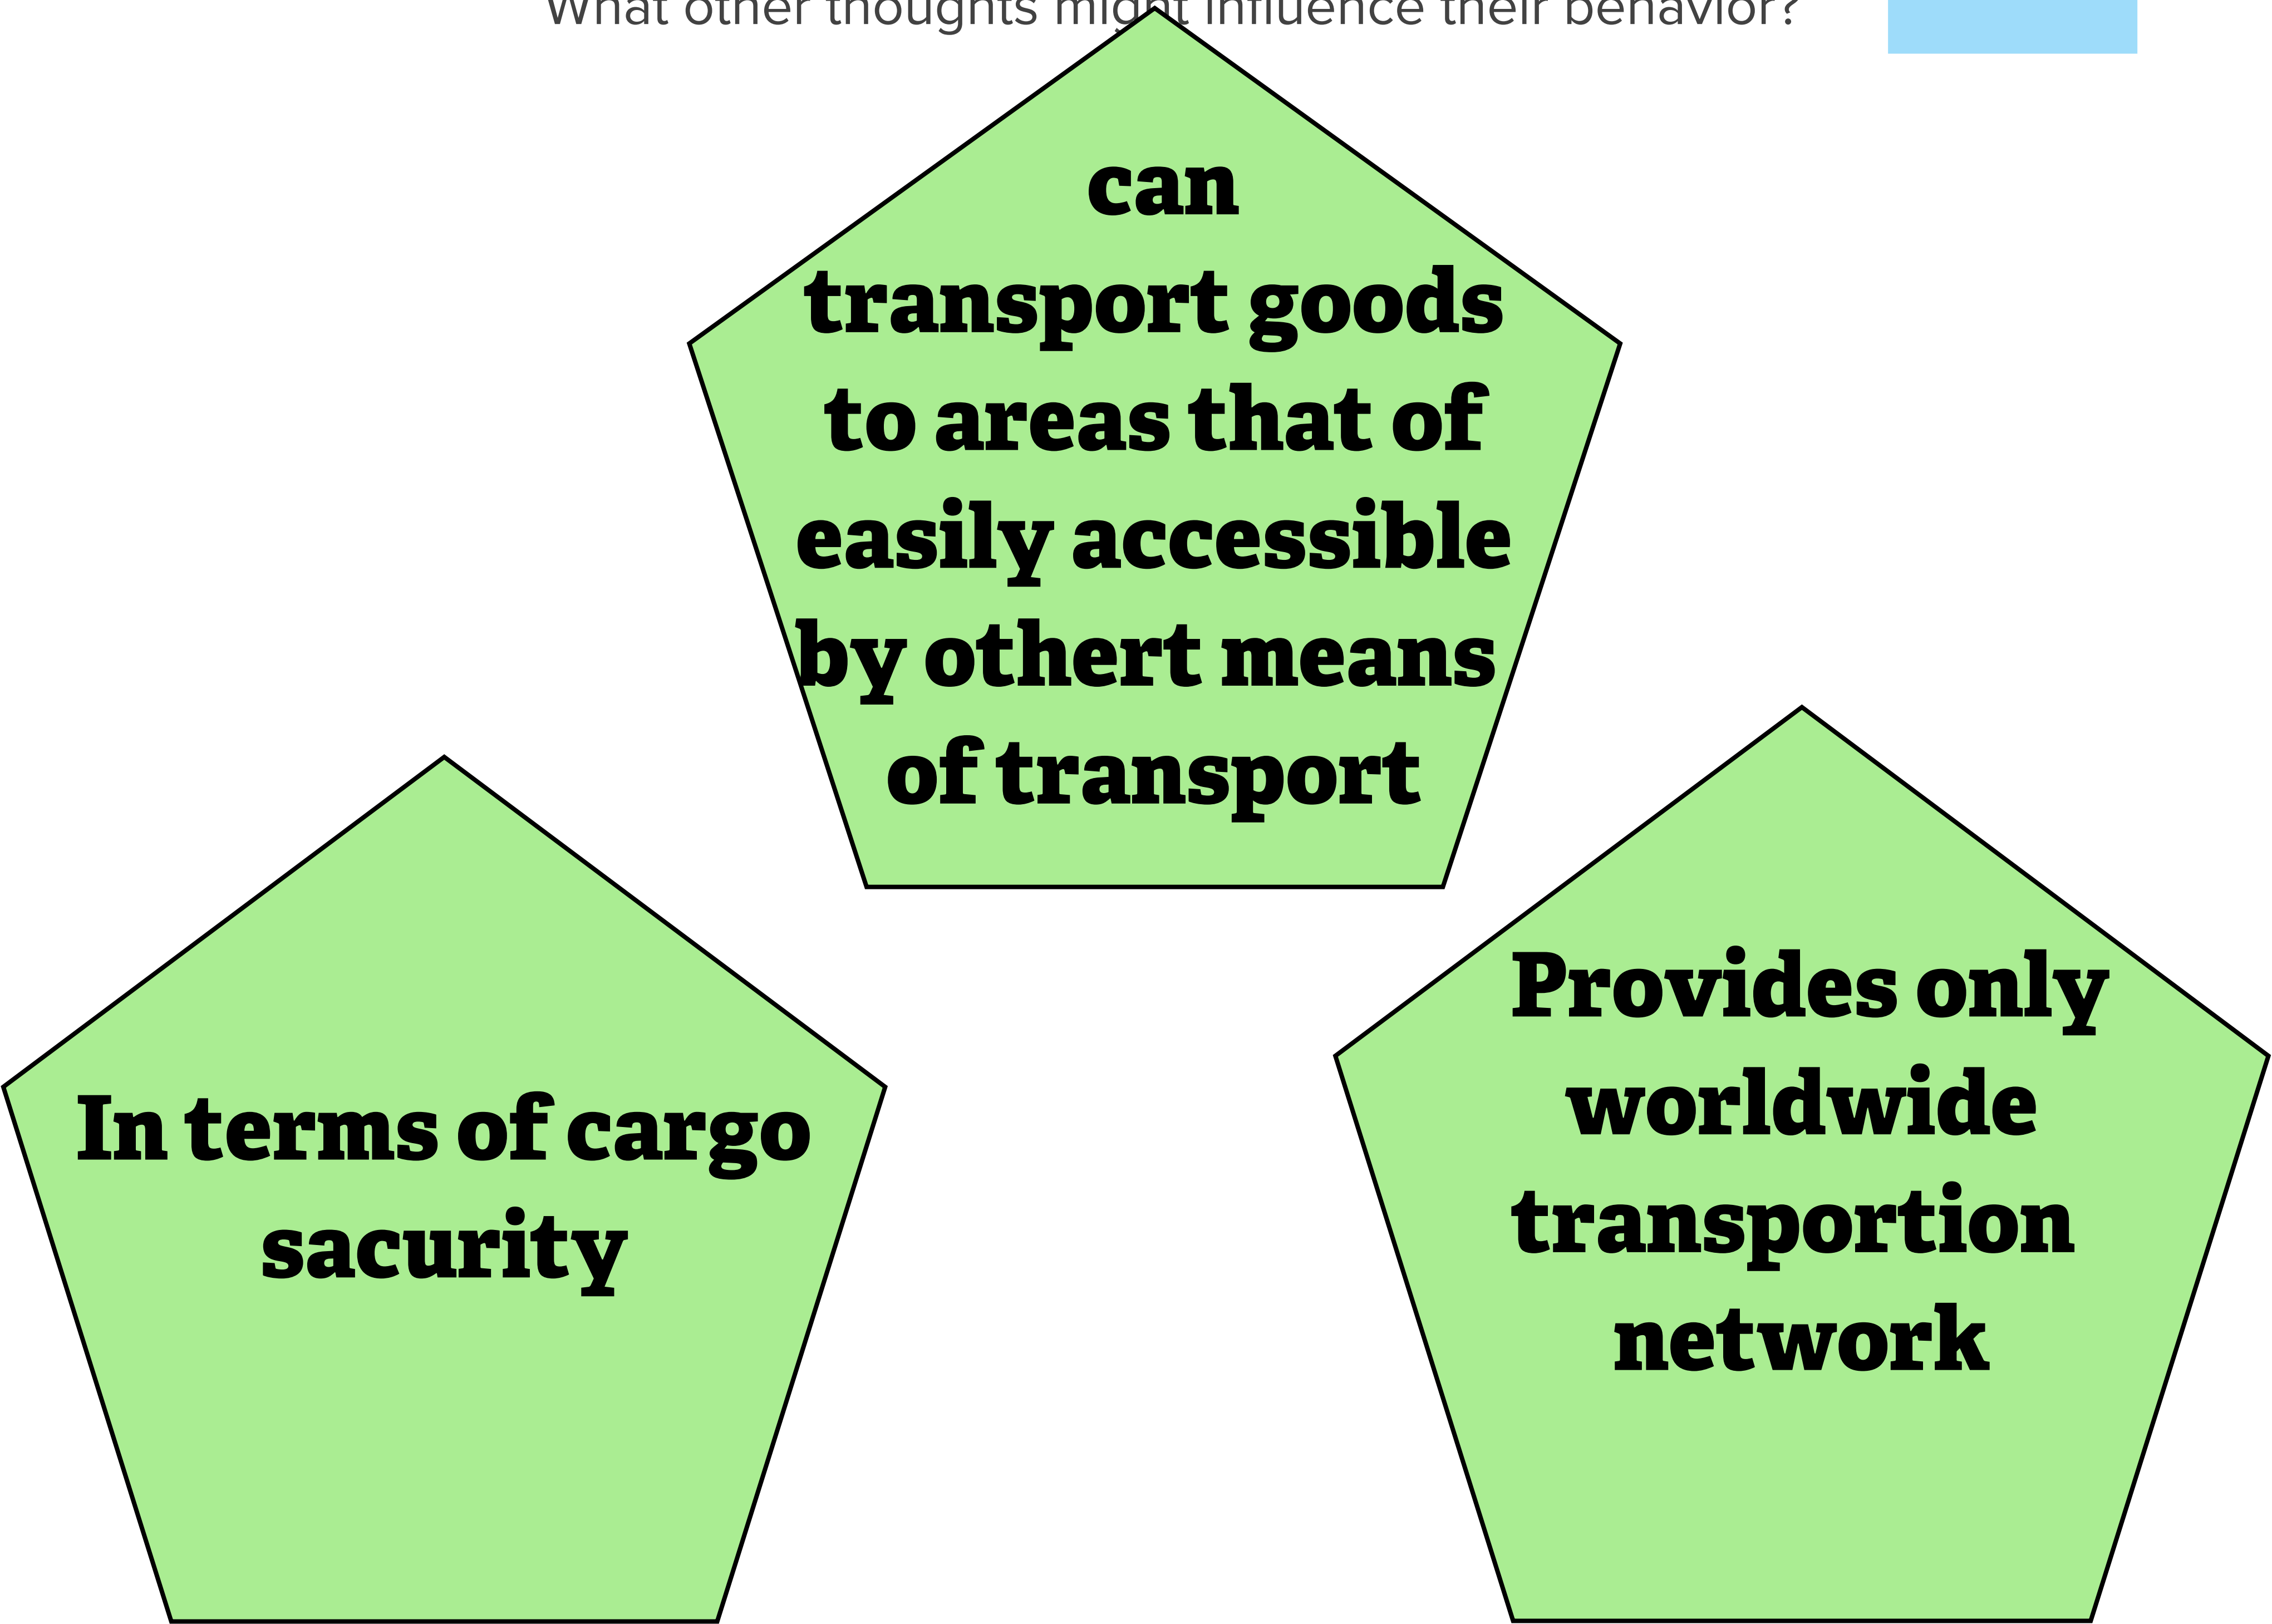 What other thoughts might influence their behavior?
can
transport goods
to areas that of
easily accessible
by othert means
of transport
In terms of cargo
sacurity
Provides only
worldwide
transportion
network